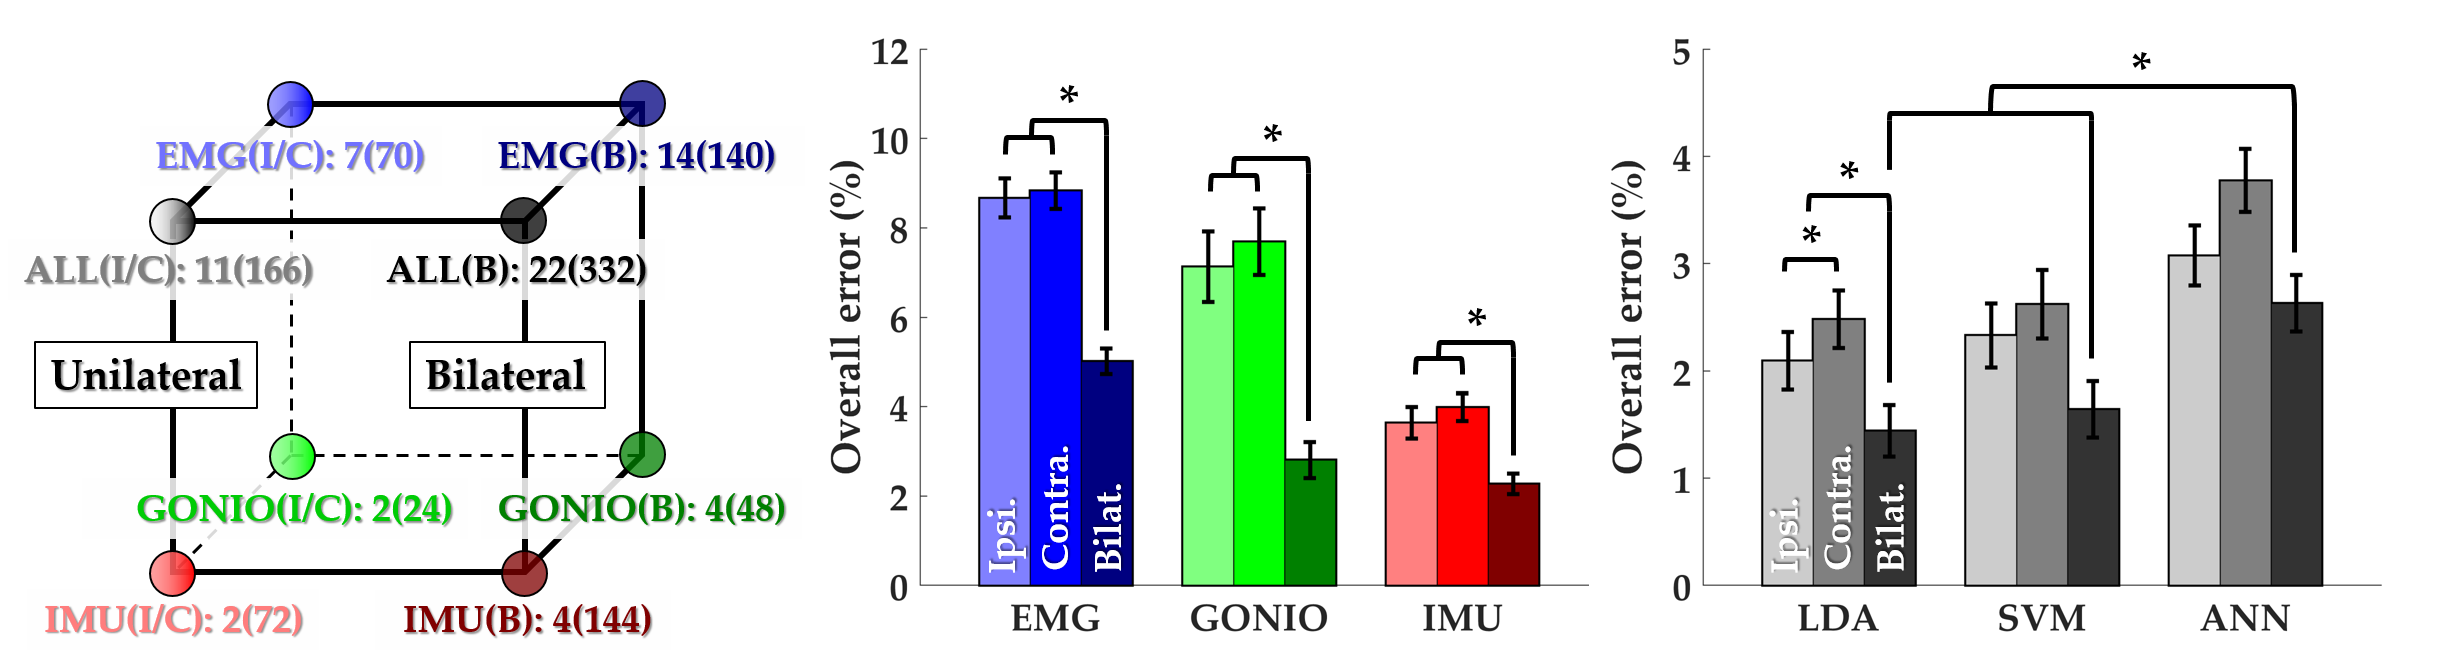 EMG(I/C): 7(70)
EMG(B): 14(140)
ALL(I/C): 11(166)
ALL(B): 22(332)
Unilateral
Bilateral
GONIO(I/C): 2(24)
GONIO(B): 4(48)
IMU(I/C): 2(72)
IMU(B): 4(144)
Overall error (%)
12
10
8
6
4
2
0
*
*
*
Ipsi.
Contra.
Bilat.
EMG
GONIO
IMU
Overall error (%)
5
4
3
2
1
0
*
*
*
Ipsi.
Contra.
Bilat.
LDA
SVM
ANN